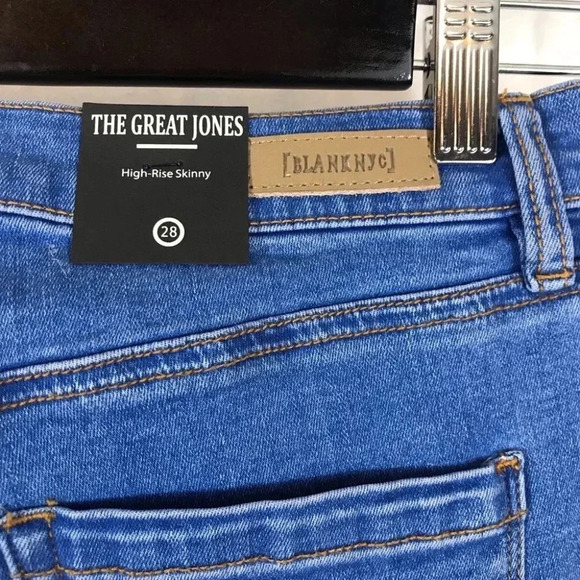 THE GREAT JONES
High-Rise Skinny
28
[BLANKNYC]